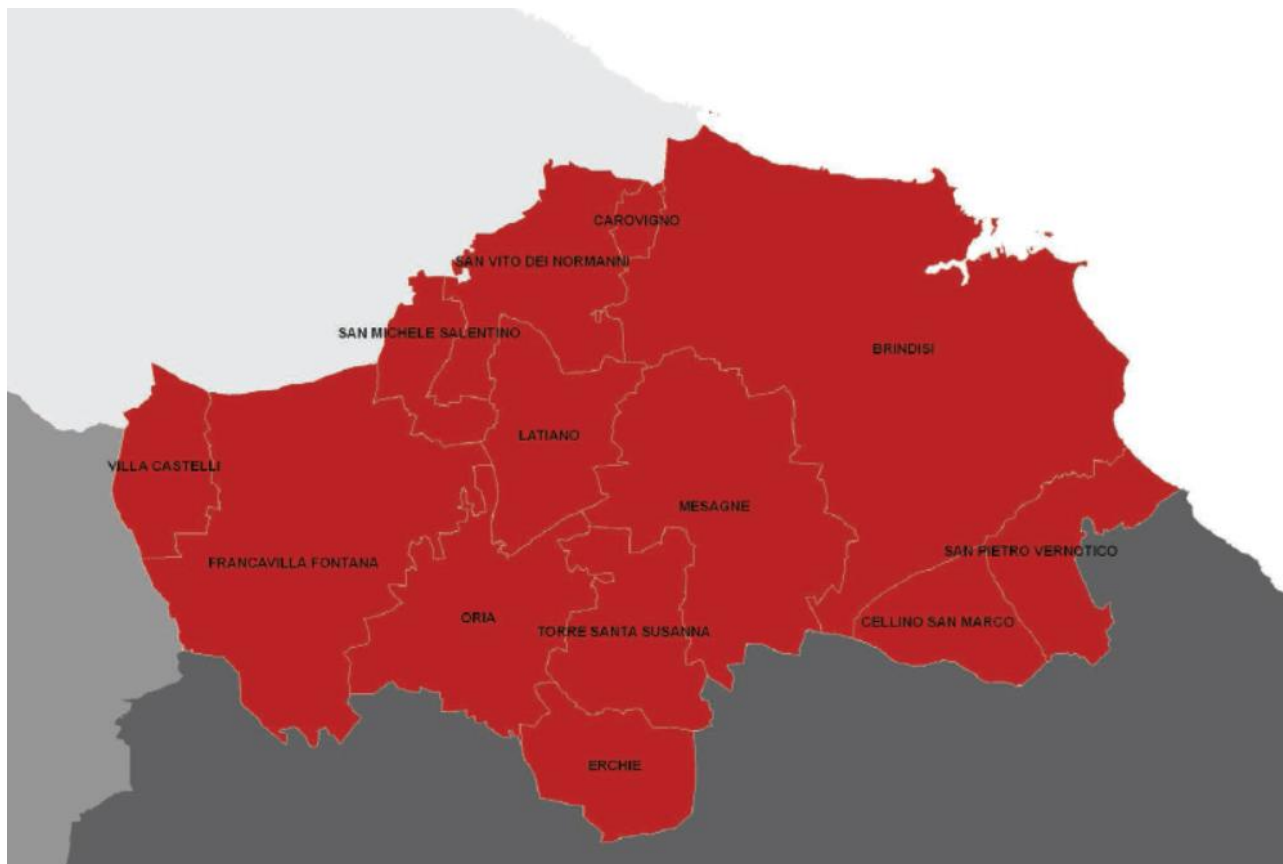 CAROVIGNO
SAN VITO DEI NORMANNI
SAN MICHELE SALENTINO
BRINDISI
LATIANO
VILLA CASTELLI
MESAGNE
SAN PIETRO VERNOTICO
FRANCAVILLA FONTANA
ORIA
CELLINO SAN MARCO
TORRE SANTA SUSANNA
ERCHIE